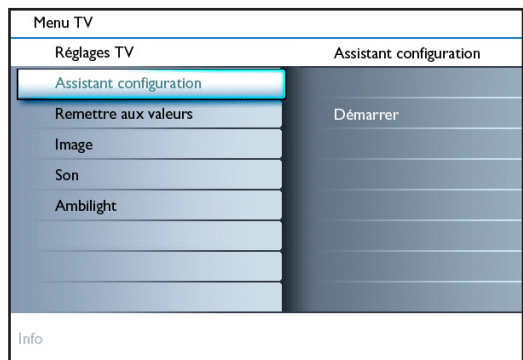 Menu TV
Réglages TV
Assistant configuration
Assistant configuration
Remettre aux valeurs
Démarrer
Image
Son
Ambilight
Info